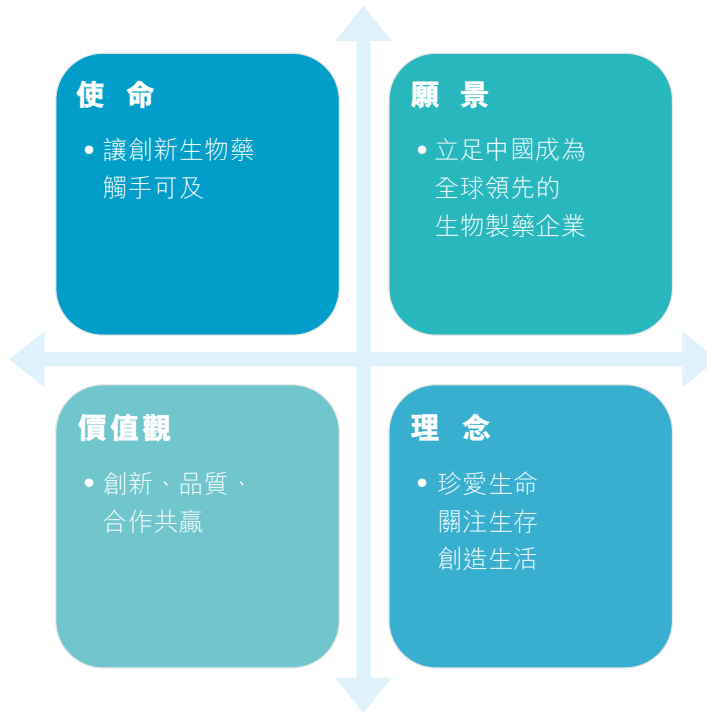 使 命
• 讓創新生物藥
觸手可及
願 景
• 立足中國成為
全球領先的
生物製藥企業
價值觀
• 創新、品質、
合作共贏
理 念
• 珍愛生命
關注生存
創造生活